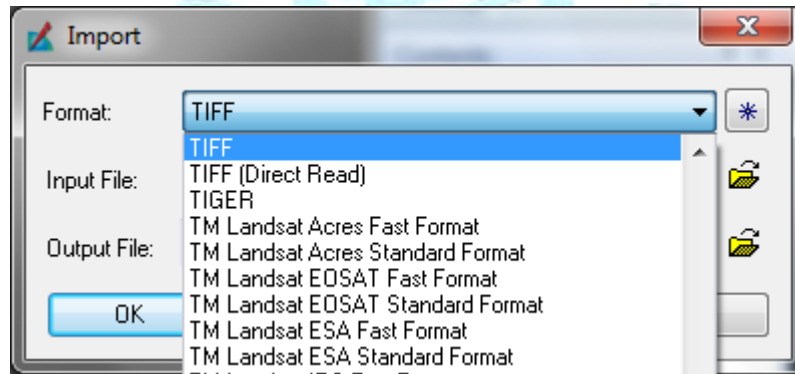 Import
Format: TIFF
TIFF
TIFF (Direct Read)
TIGER
Input File:
TM Landsat Acres Fast Format
TM Landsat Acres Standard Format
Output File:
TM Landsat EOSAT Fast Format
TM Landsat EOSAT Standard Format
OK
TM Landsat ESA Fast Format
TM Landsat ESA Standard Format